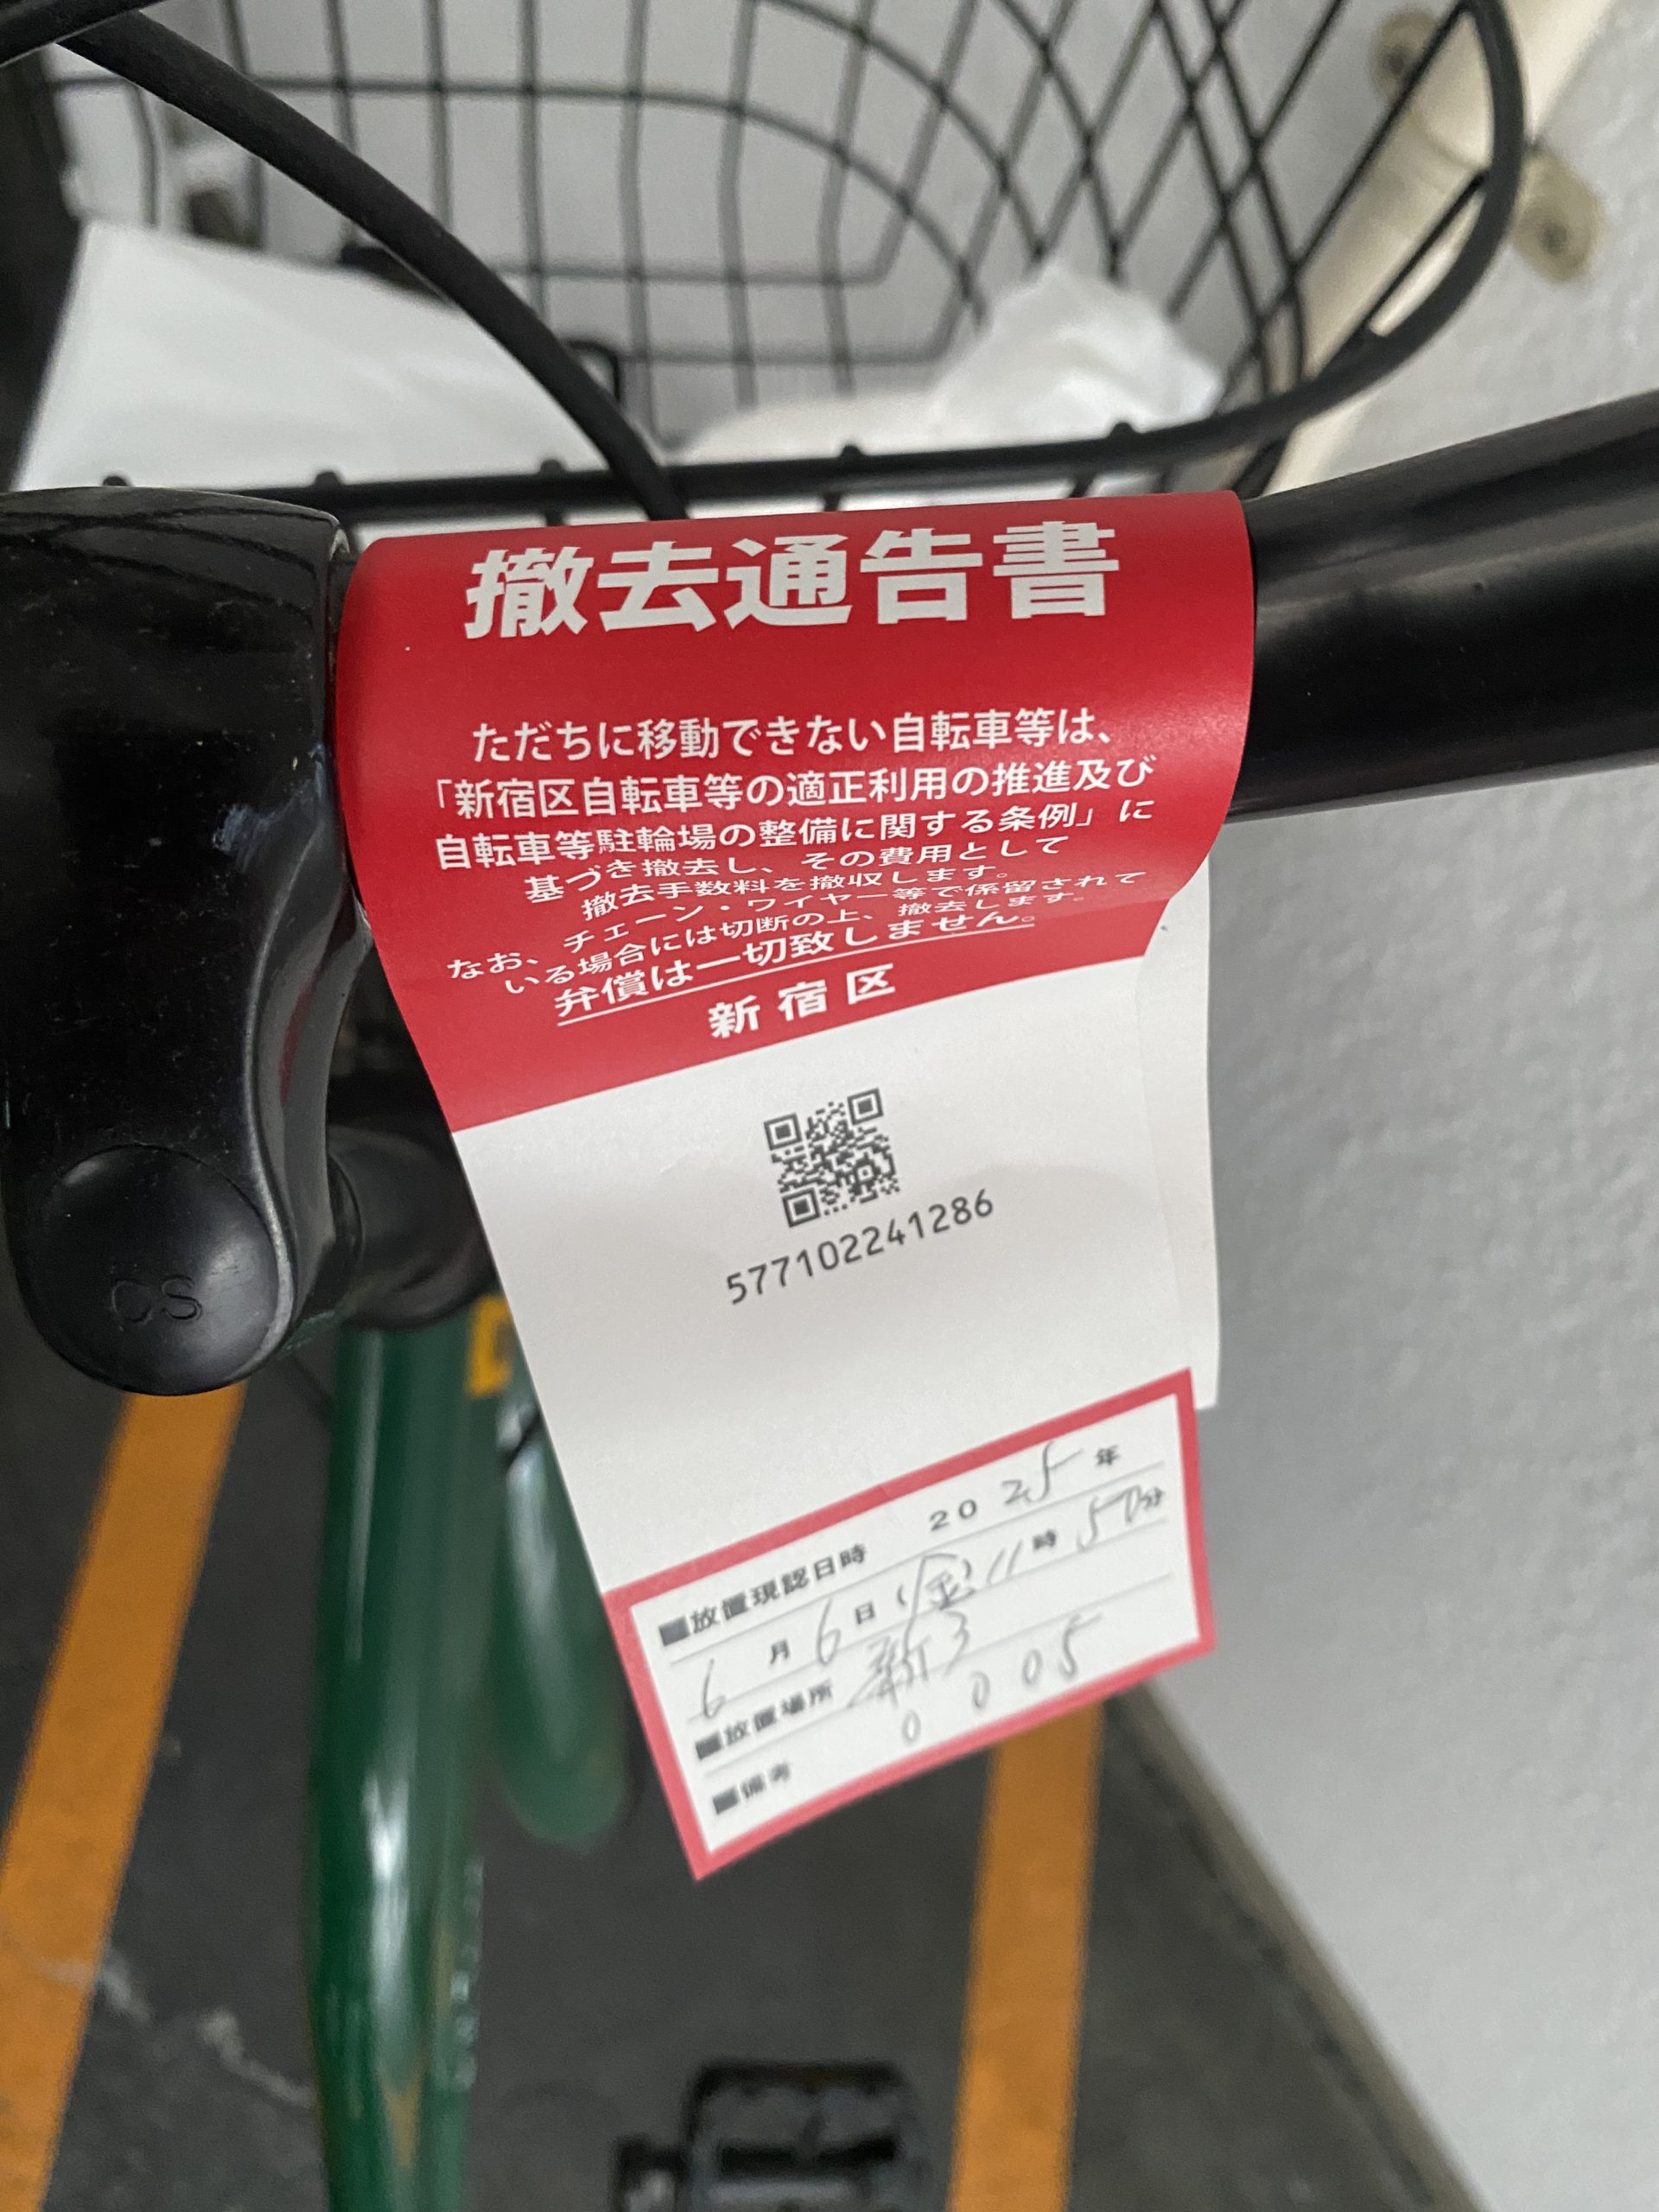 撤去通告書
ただちに移動できない自転車等は、
「新宿区自転車等の適正利用の推進及び
自転車等駐輪場の整備に関する条例」に
基づき撤去し、その費用として
撤去手数料を撤収します。
なお、チェーン・ワイヤー等で係留されて
いる場合には切断の上、撤去します。
弁償は一切致しません。
新宿区
577102241286
■放置現認日時 2025年
6月6日(金)11時50分
■放置場所 新3
0005
■備考
CS